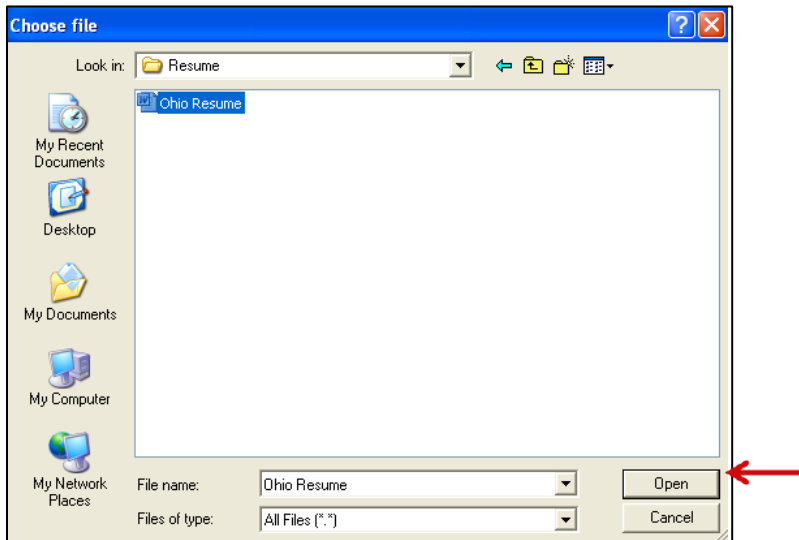 Choose file
Look in: Resume
Ohio Resume
My Recent
Documents
Desktop
My Documents
My Computer
My Network
Places
File name: Ohio Resume Open
Files of type: All Files (*.*) Cancel